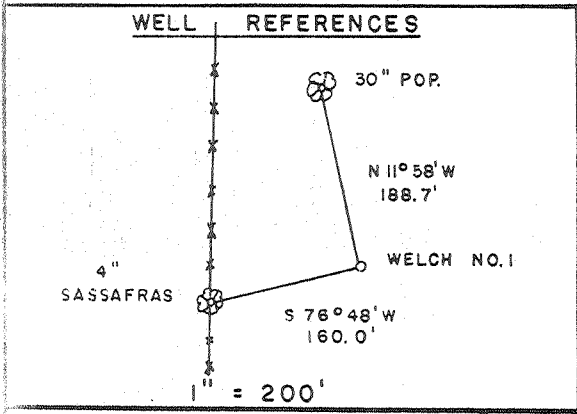 WELL REFERENCES
30" POP.
N 11° 58' W
188.7'
WELCH NO. 1
4"
SASSAFRAS
S 76° 48' W
160.0'
1" = 200'